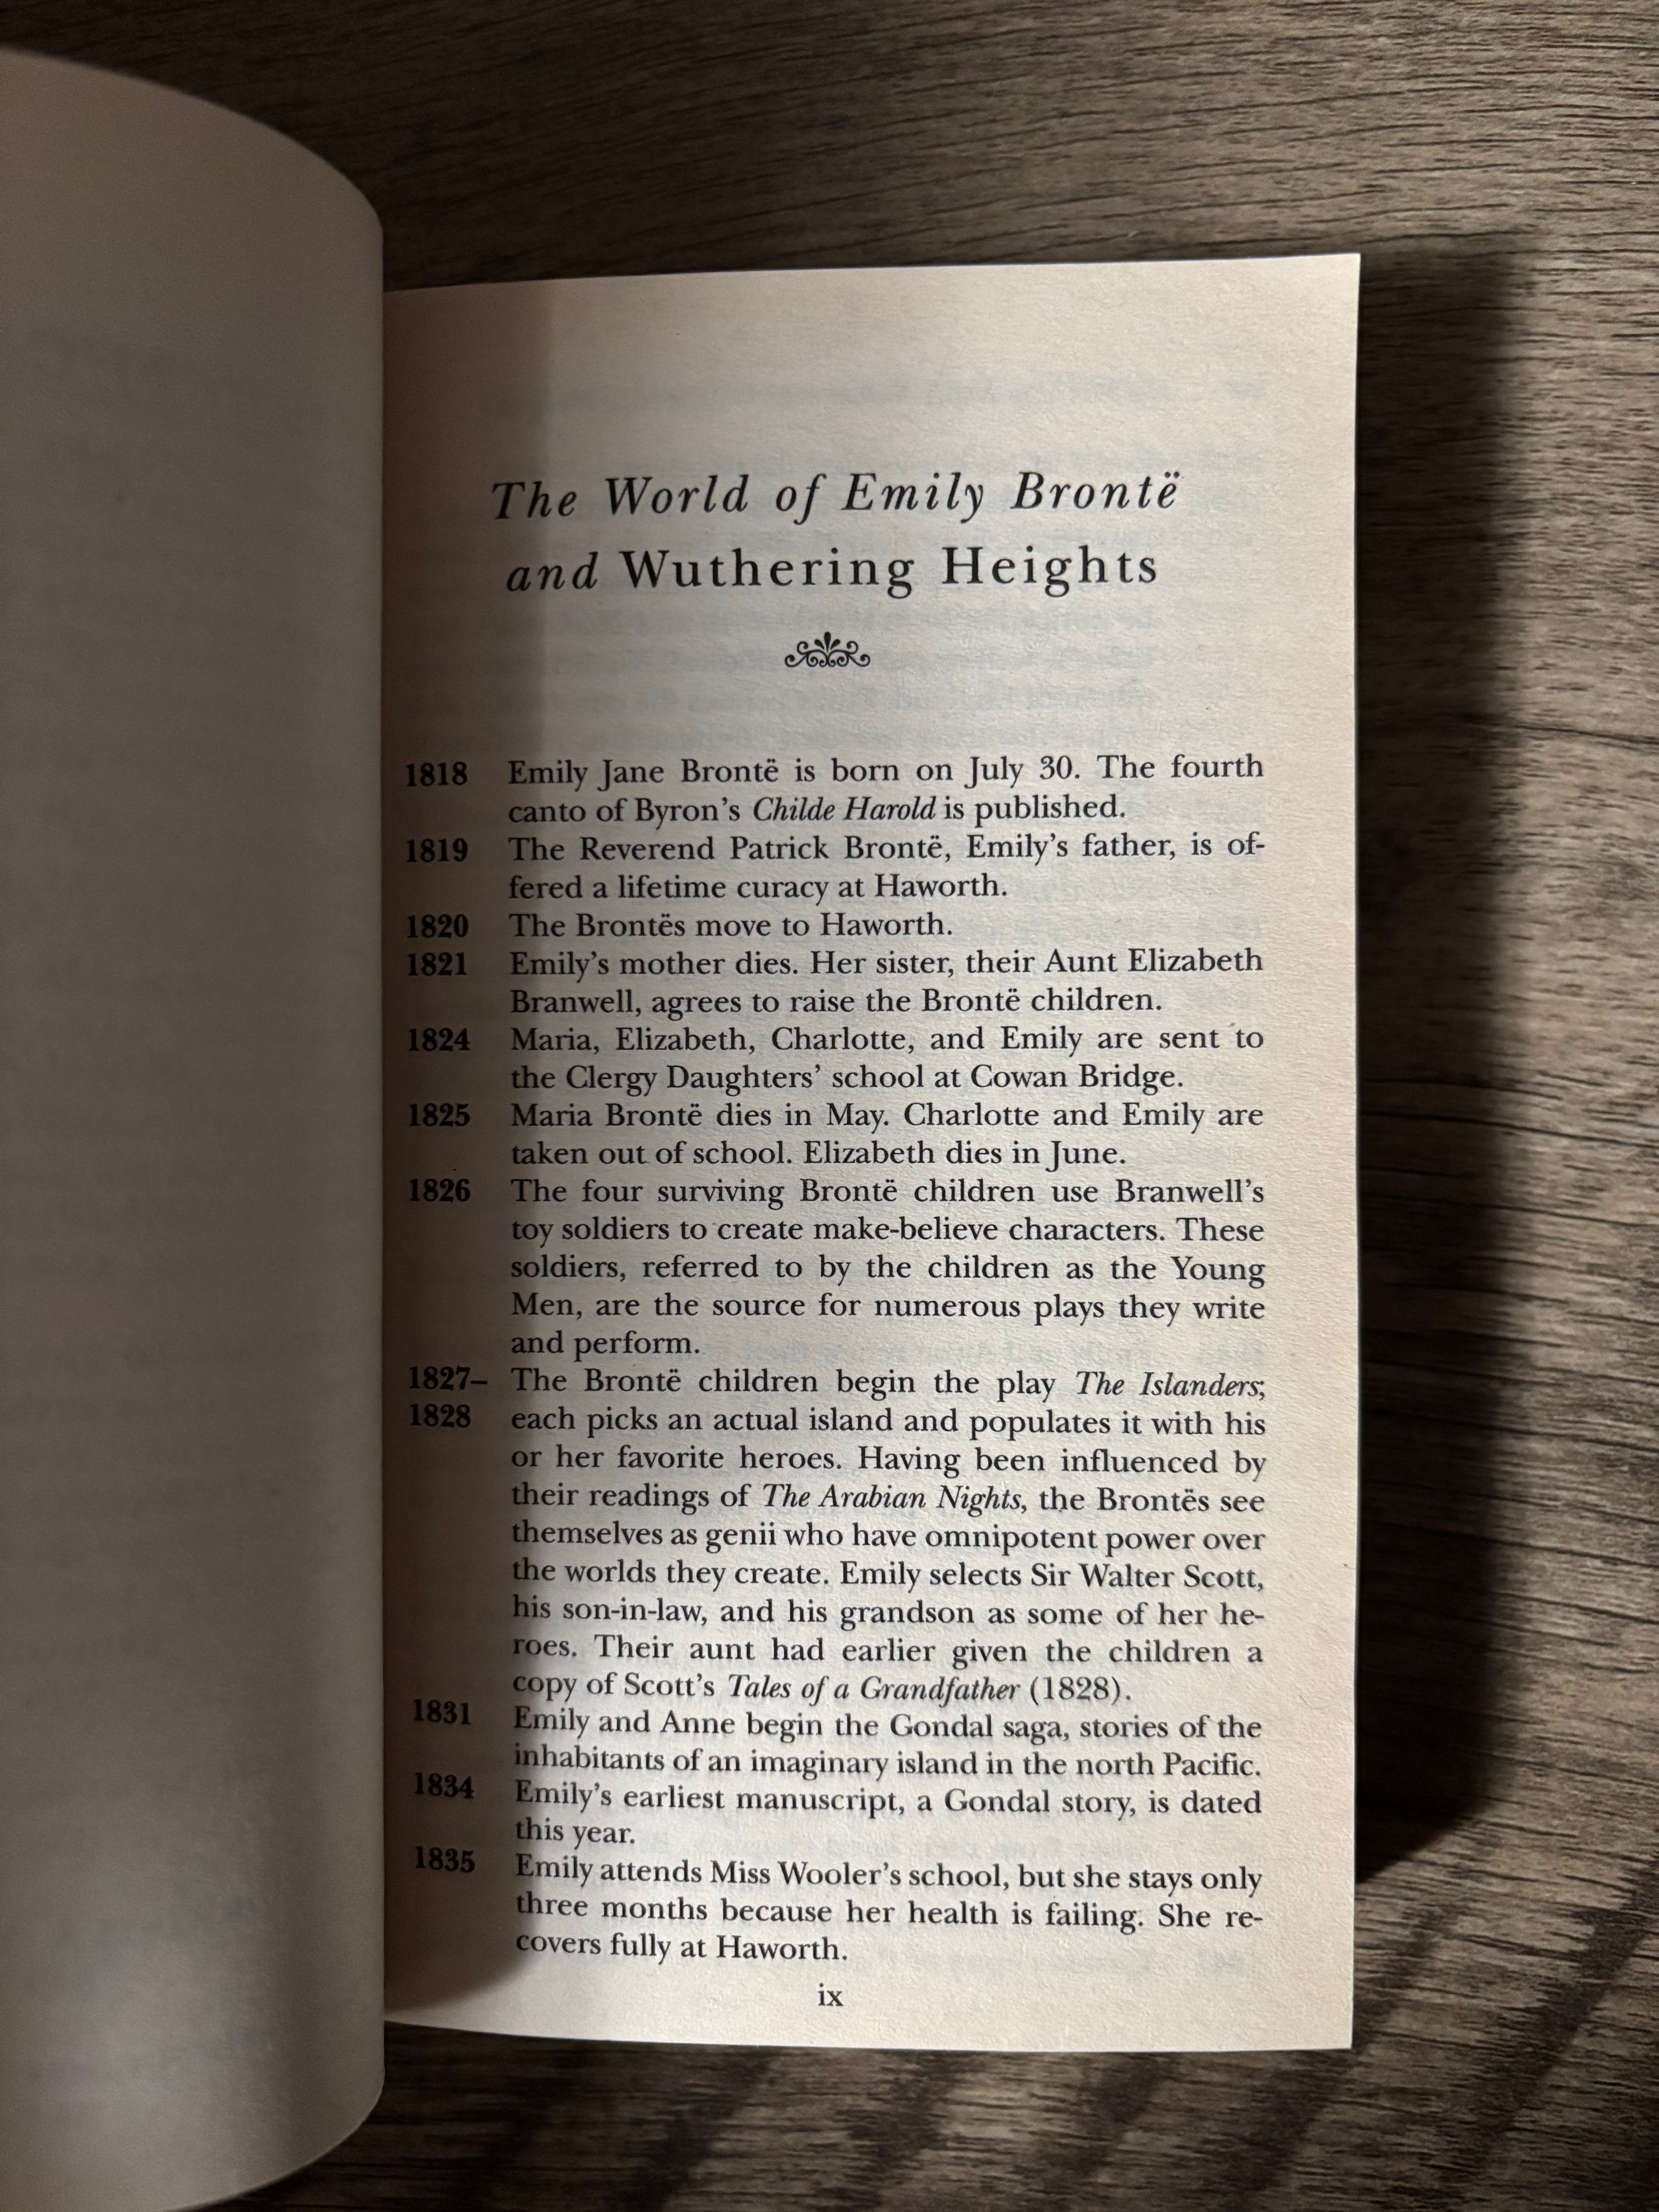 The World of Emily Brontë
and Wuthering Heights
1818 Emily Jane Brontë is born on July 30. The fourth
canto of Byron's Childe Harold is published.
1819 The Reverend Patrick Brontë, Emily's father, is of-
fered a lifetime curacy at Haworth.
1820 The Brontës move to Haworth.
1821 Emily's mother dies. Her sister, their Aunt Elizabeth
Branwell, agrees to raise the Brontë children.
1824 Maria, Elizabeth, Charlotte, and Emily are sent to
the Clergy Daughters' school at Cowan Bridge.
1825 Maria Brontë dies in May. Charlotte and Emily are
taken out of school. Elizabeth dies in June.
1826 The four surviving Brontë children use Branwell's
toy soldiers to create make-believe characters. These
soldiers, referred to by the children as the Young
Men, are the source for numerous plays they write
and perform.
1827– The Brontë children begin the play The Islanders;
1828 each picks an actual island and populates it with his
or her favorite heroes. Having been influenced by
their readings of The Arabian Nights, the Brontës see
themselves as genii who have omnipotent power over
the worlds they create. Emily selects Sir Walter Scott,
his son-in-law, and his grandson as some of her he-
roes. Their aunt had earlier given the children a
copy of Scott's Tales of a Grandfather (1828).
1831 Emily and Anne begin the Gondal saga, stories of the
inhabitants of an imaginary island in the north Pacific.
1834 Emily's earliest manuscript, a Gondal story, is dated
this year.
1835 Emily attends Miss Wooler's school, but she stays only
three months because her health is failing. She re-
covers fully at Haworth.
ix